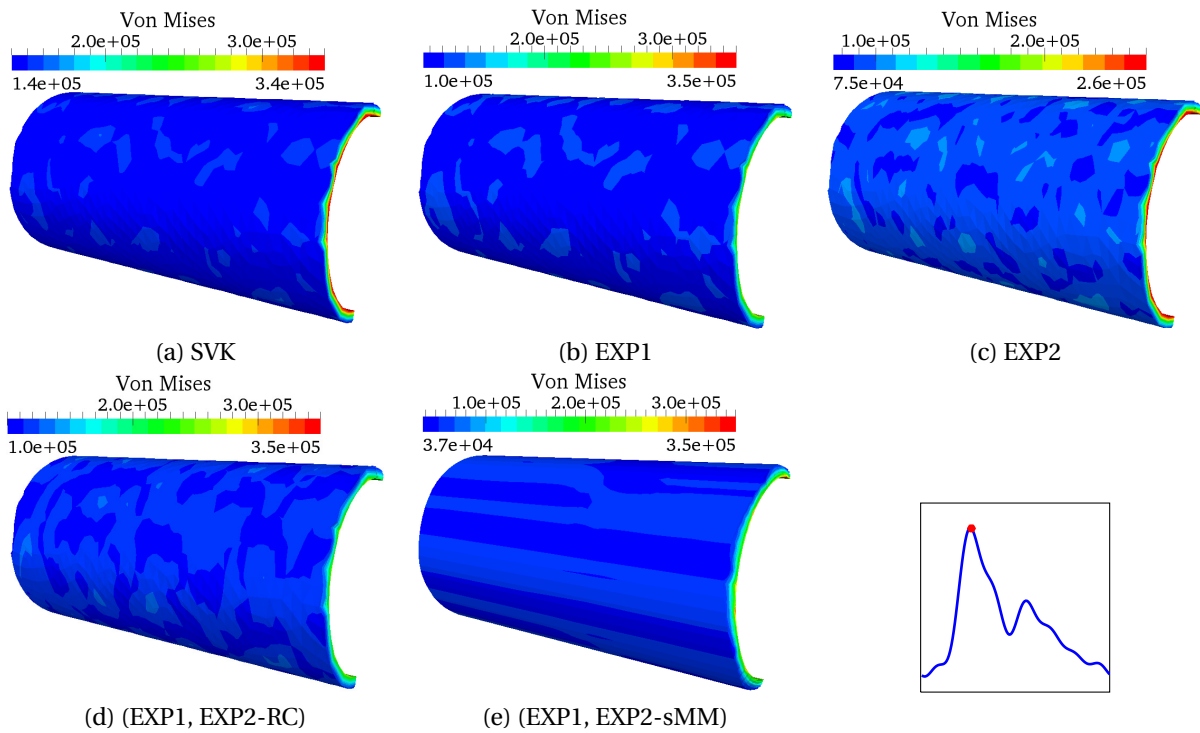 Von Mises
2.0e+05 3.0e+05
1.4e+05 3.4e+05
(a) SVK
Von Mises
2.0e+05 3.0e+05
1.0e+05 3.5e+05
(b) EXP1
Von Mises
1.0e+05 2.0e+05
7.5e+04 2.6e+05
(c) EXP2
Von Mises
2.0e+05 3.0e+05
1.0e+05 3.5e+05
(d) (EXP1, EXP2-RC)
Von Mises
1.0e+05 2.0e+05 3.0e+05
3.7e+04 3.5e+05
(e) (EXP1, EXP2-sMM)